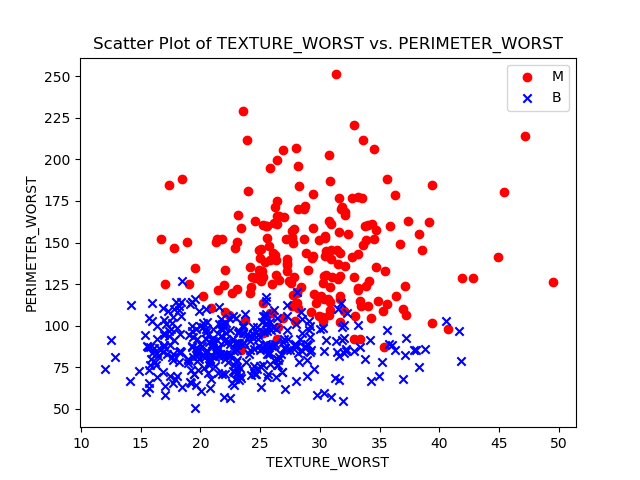 Scatter Plot of TEXTURE_WORST vs. PERIMETER_WORST
M
B
PERIMETER_WORST
250
225
200
175
150
125
100
75
50
10 15 20 25 30 35 40 45 50
TEXTURE_WORST